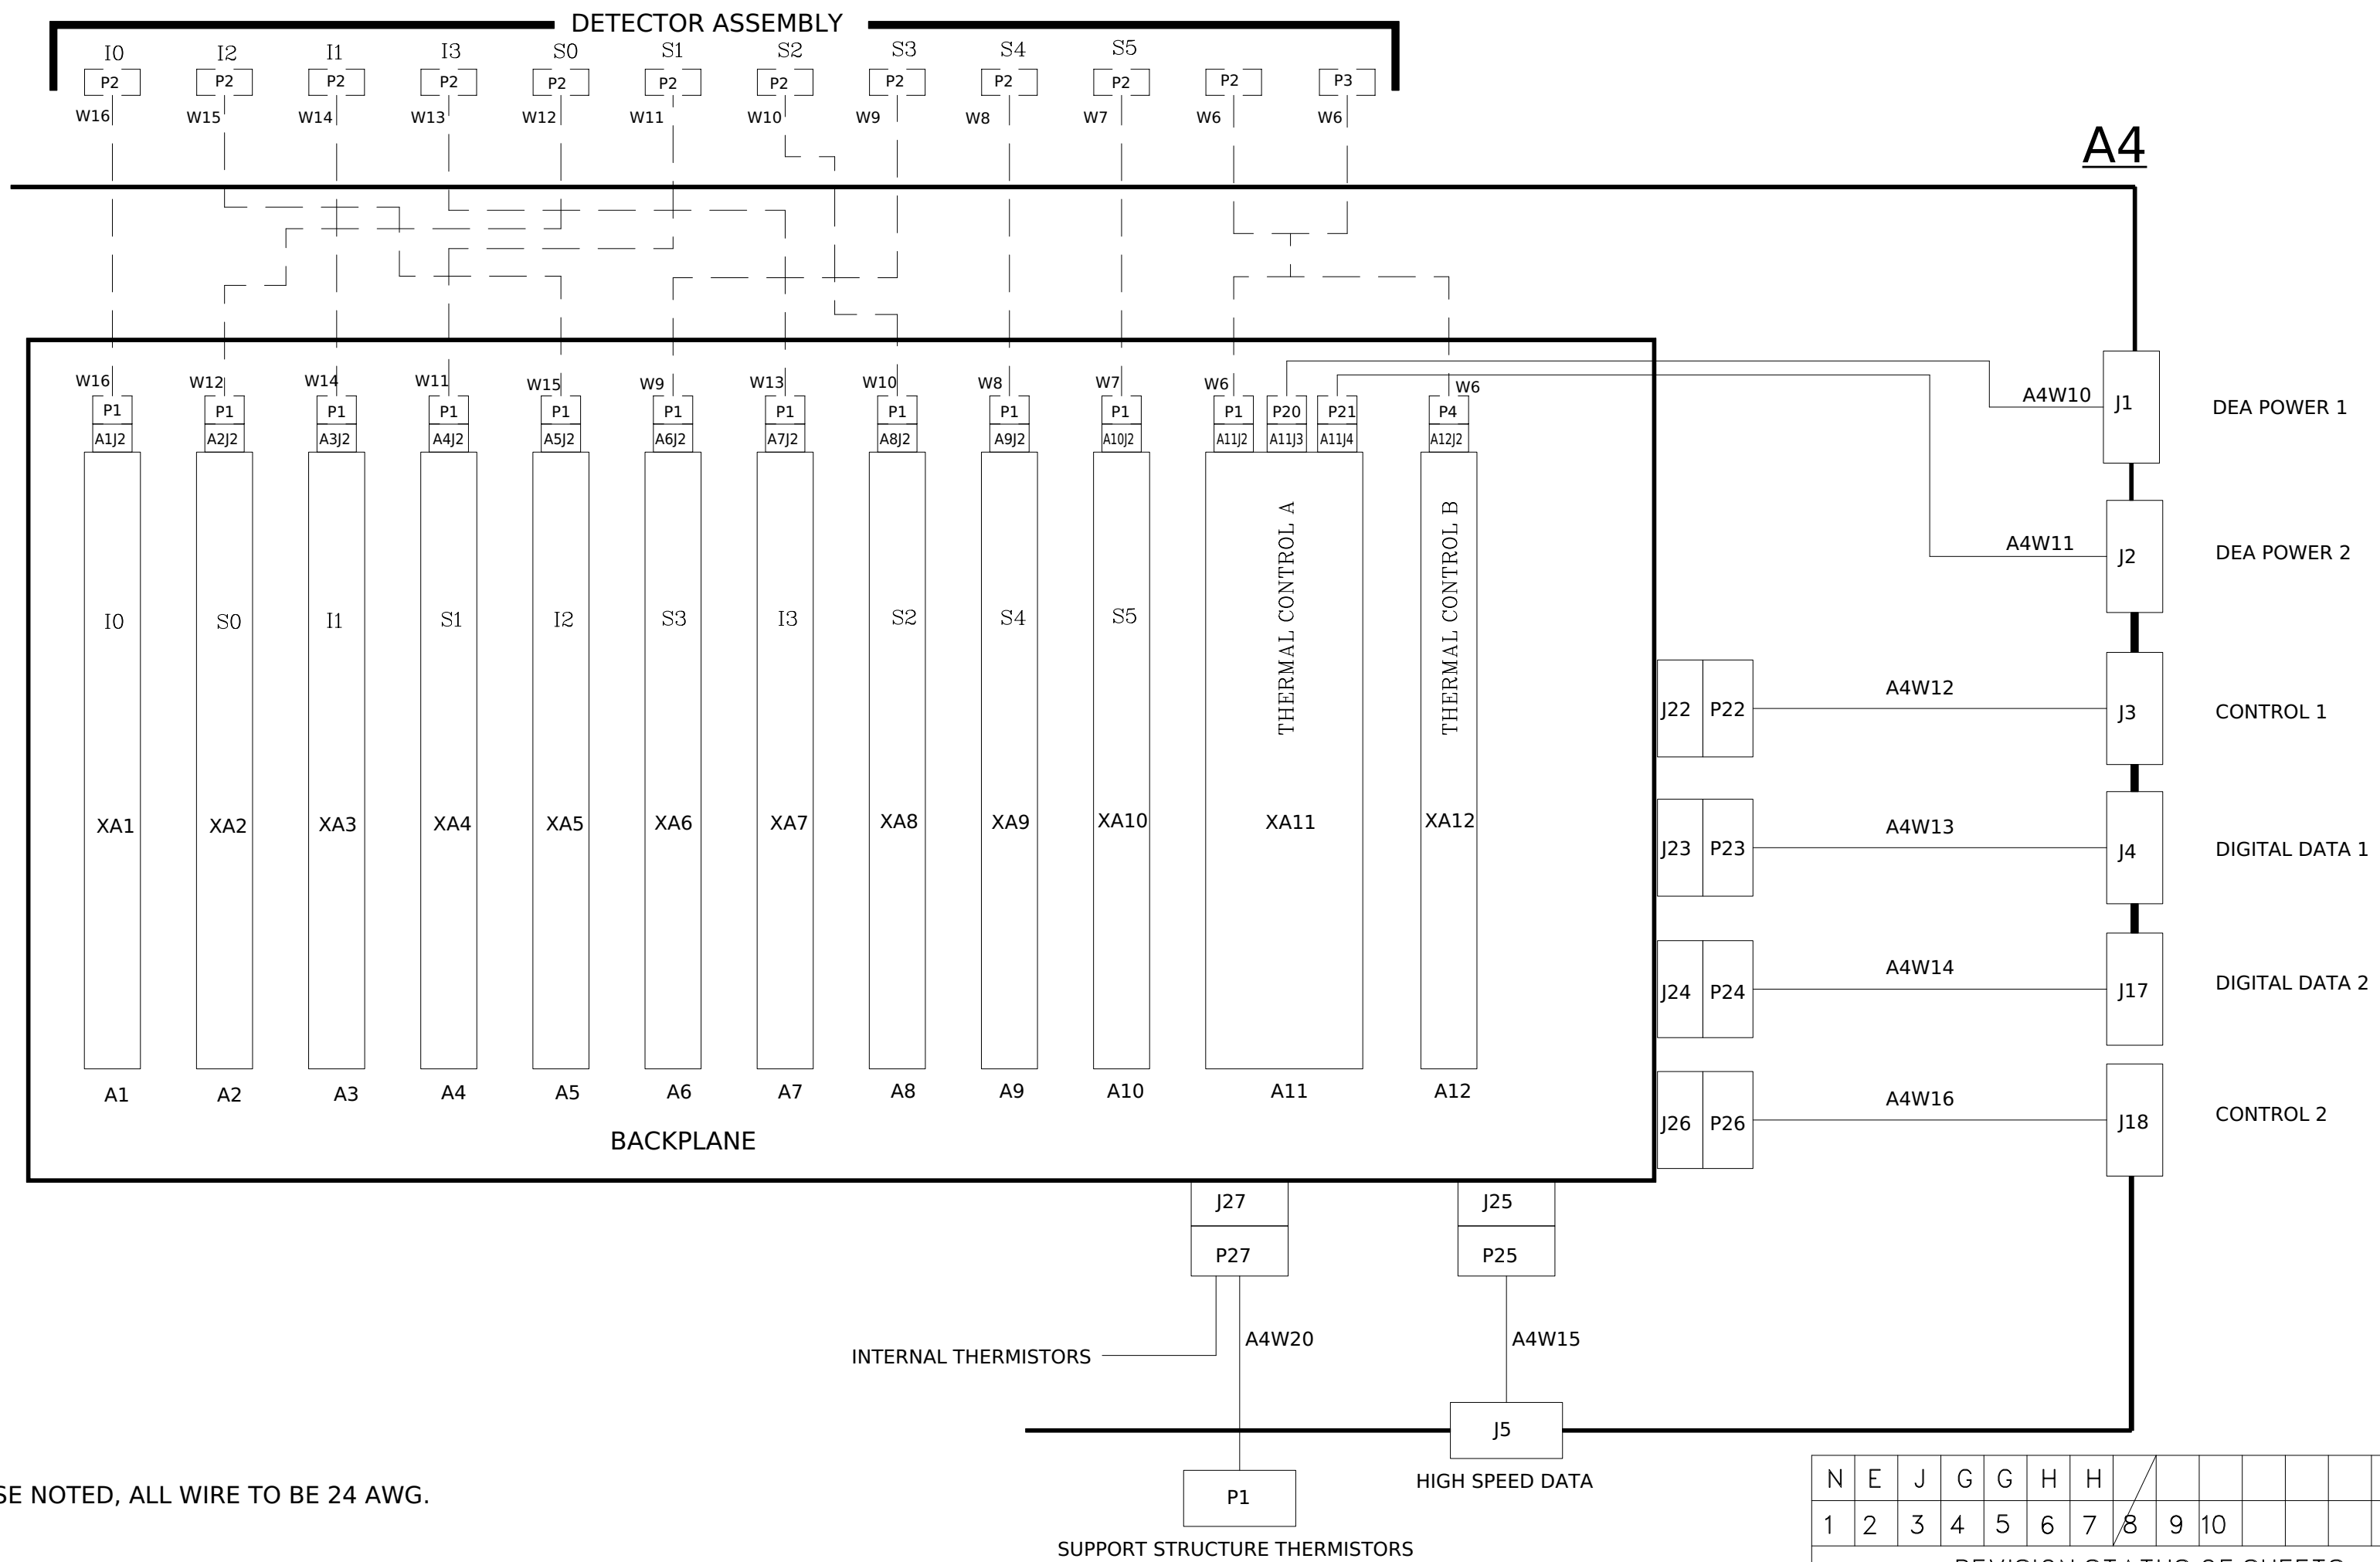 DETECTOR ASSEMBLY
I0 I2 I1 I3 S0 S1 S2 S3 S4 S5
P2 P2 P2 P2 P2 P2 P2 P2 P2 P2 P2 P3
W16 W15 W14 W13 W12 W11 W10 W9 W8 W7 W6 W6
A4
W16 W12 W14 W11 W15 W9 W13 W10 W8 W7 W6 W6
P1 P1 P1 P1 P1 P1 P1 P1 P1 P1 P1 P20 P21 P4
A1J2 A2J2 A3J2 A4J2 A5J2 A6J2 A7J2 A8J2 A9J2 A10J2 A11J2 A11J3 A11J4 A12J2
A4W10 J1 DEA POWER 1
A4W11 J2 DEA POWER 2
I0 S0 I1 S1 I2 S3 I3 S2 S4 S5
THERMAL CONTROL A
THERMAL CONTROL B
J22 P22 A4W12 J3 CONTROL 1
XA1 XA2 XA3 XA4 XA5 XA6 XA7 XA8 XA9 XA10 XA11 XA12
J23 P23 A4W13 J4 DIGITAL DATA 1
J24 P24 A4W14 J17 DIGITAL DATA 2
A1 A2 A3 A4 A5 A6 A7 A8 A9 A10 A11 A12
J26 P26 A4W16 J18 CONTROL 2
BACKPLANE
J27 J25
P27 P25
INTERNAL THERMISTORS A4W20 A4W15
J5
HIGH SPEED DATA
P1
SUPPORT STRUCTURE THERMISTORS
SE NOTED, ALL WIRE TO BE 24 AWG.
N E J G G H H
1 2 3 4 5 6 7 8 9 10
REVISION STATUS OF SHEETS